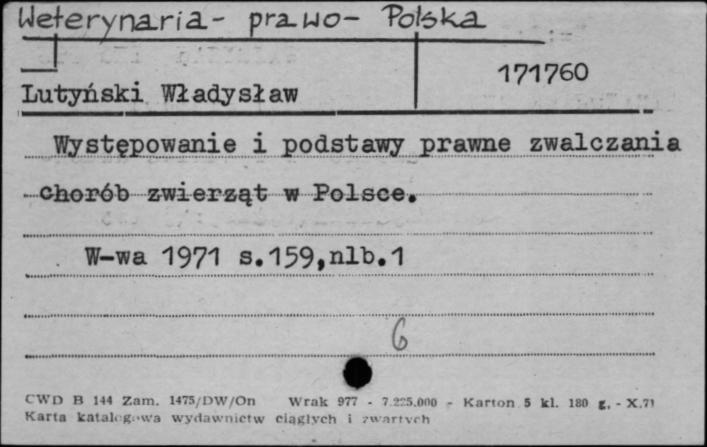 Weterynaria - prawo - Polska
171760
Lutyński Władysław
Występowanie i podstawy prawne zwalczania
chorób zwierząt w Polsce.
W-wa 1971 s.159,nlb.1
6
CWD B 144 Zam. 1475/DW/On Wrak 977 - 7.225.000 - Karton 5 kl. 180 g. - X.71
Karta katalogowa wydawnictw ciągłych i zwartych